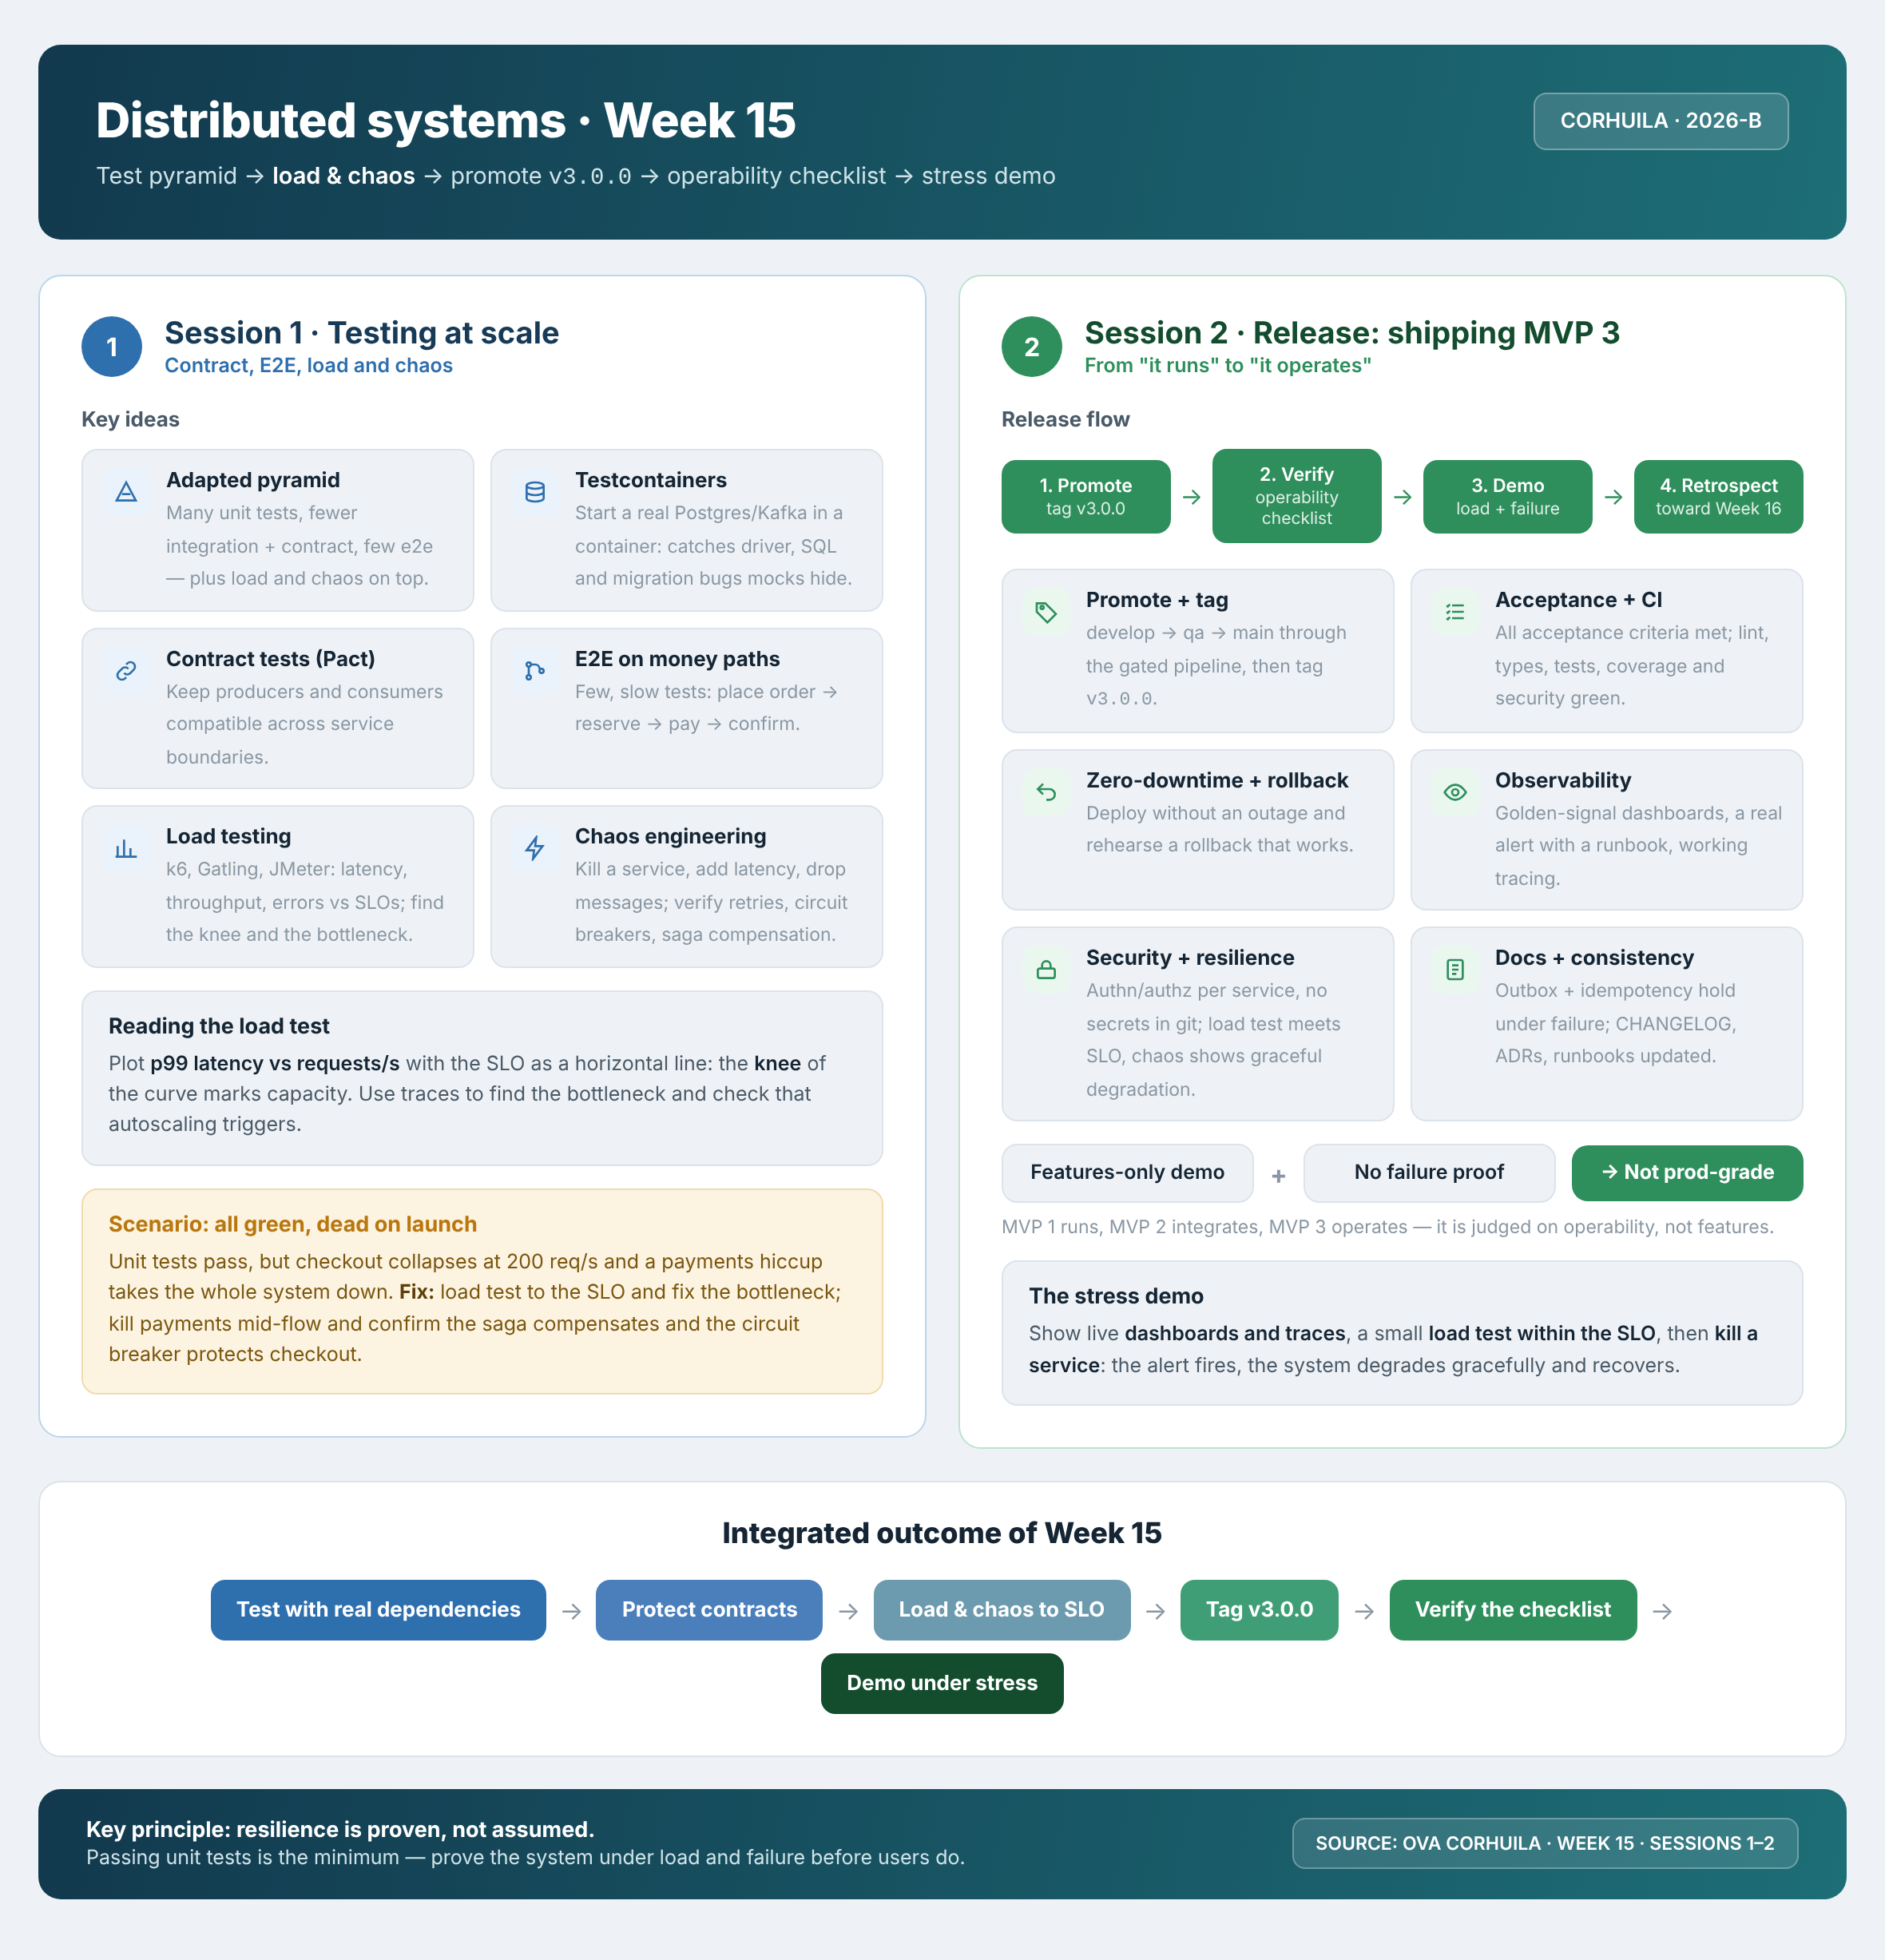 Distributed systems · Week 15
CORHUILA · 2026-B
Test pyramid → load & chaos → promote v3.0.0 → operability checklist → stress demo
1
Session 1 · Testing at scale
Contract, E2E, load and chaos
Key ideas
Adapted pyramid
Many unit tests, fewer
integration + contract, few e2e
— plus load and chaos on top.
Testcontainers
Start a real Postgres/Kafka in a
container: catches driver, SQL
and migration bugs mocks hide.
Contract tests (Pact)
Keep producers and consumers
compatible across service
boundaries.
E2E on money paths
Few, slow tests: place order →
reserve → pay → confirm.
Load testing
k6, Gatling, JMeter: latency,
throughput, errors vs SLOs; find
the knee and the bottleneck.
Chaos engineering
Kill a service, add latency, drop
messages; verify retries, circuit
breakers, saga compensation.
Reading the load test
Plot p99 latency vs requests/s with the SLO as a horizontal line: the knee of
the curve marks capacity. Use traces to find the bottleneck and check that
autoscaling triggers.
Scenario: all green, dead on launch
Unit tests pass, but checkout collapses at 200 req/s and a payments hiccup
takes the whole system down. Fix: load test to the SLO and fix the bottleneck;
kill payments mid-flow and confirm the saga compensates and the circuit
breaker protects checkout.
2
Session 2 · Release: shipping MVP 3
From "it runs" to "it operates"
Release flow
1. Promote
tag v3.0.0
→
2. Verify
operability
checklist
→
3. Demo
load + failure
→
4. Retrospect
toward Week 16
Promote + tag
develop → qa → main through
the gated pipeline, then tag
v3.0.0.
Acceptance + CI
All acceptance criteria met; lint,
types, tests, coverage and
security green.
Zero-downtime + rollback
Deploy without an outage and
rehearse a rollback that works.
Observability
Golden-signal dashboards, a real
alert with a runbook, working
tracing.
Security + resilience
Authn/authz per service, no
secrets in git; load test meets
SLO, chaos shows graceful
degradation.
Docs + consistency
Outbox + idempotency hold
under failure; CHANGELOG,
ADRs, runbooks updated.
Features-only demo + No failure proof → Not prod-grade
MVP 1 runs, MVP 2 integrates, MVP 3 operates — it is judged on operability, not features.
The stress demo
Show live dashboards and traces, a small load test within the SLO, then kill a
service: the alert fires, the system degrades gracefully and recovers.
Integrated outcome of Week 15
Test with real dependencies → Protect contracts → Load & chaos to SLO → Tag v3.0.0 → Verify the checklist →
Demo under stress
Key principle: resilience is proven, not assumed.
Passing unit tests is the minimum — prove the system under load and failure before users do.
SOURCE: OVA CORHUILA · WEEK 15 · SESSIONS 1–2